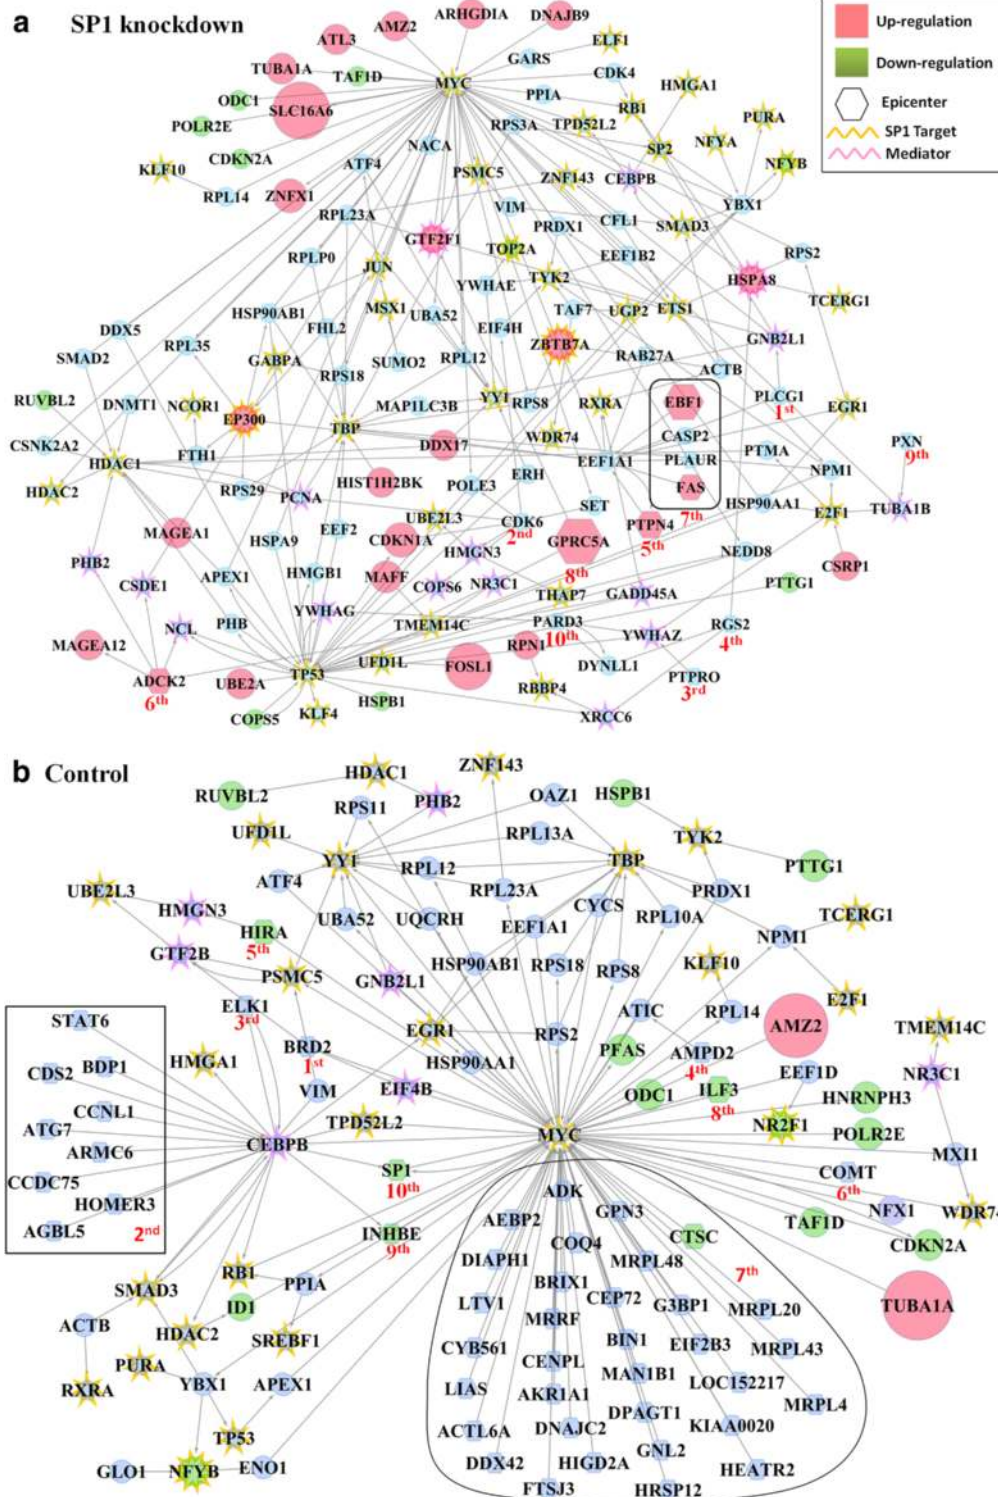 a SP1 knockdown
Up-regulation
Down-regulation
Epicenter
SP1 Target
Mediator
ARHGDIA
DNAJB9
AMZ2
ATL3
ELF1
GARS
TUBA1A
TAF1D
MYC
CDK4
HMGA1
ODC1
SLC16A6
PPIA
RB1
PURA
POLR2E
RPS3A
TPD52L2
NFYA
SP2
NFYB
CDKN2A
NACA
ATF4
KLF10
PSMC5
ZNF143
CEBPB
RPL14
ZNFX1
VIM
YBX1
RPL23A
PRDX1
CFL1
SMAD3
GTF2F1
TOP2A
EEF1B2
RPS2
RPLP0
JUN
YWHAE
TYK2
HSPA8
TCERG1
MSX1
UBA52
TAF7
UGP2
ETS1
HSP90AB1
FHL2
EIF4H
DDX5
GNB2L1
ZBTB7A
RPL35
SMAD2
GABPA
SUMO2
RPL12
RAB27A
ACTB
RPS18
RUVBL2
DNMT1
NCOR1
MAP1LC3B
YY1
RPS8
RXRA
EBF1
PLCG1
1st
EGR1
EP300
TBP
CSNK2A2
WDR74
CASP2
PXN
9th
DDX17
HDAC1
FTH1
EEF1A1
PLAUR
PTMA
NPM1
HIST1H2BK
POLE3
ERH
FAS
HDAC2
RPS29
PCNA
SET
HSP90AA1
E2F1
TUBA1B
7th
MAGEA1
EEF2
UBE2L3
CDK6
2nd
PTPN4
5th
HSPA9
CDKN1A
GPRC5A
8th
NEDD8
PHB2
HMGN3
CSRP1
CSDE1
APEX1
HMGB1
MAFF
COPS6
NR3C1
THAP7
GADD45A
PTTG1
YWHAG
NCL
PHB
TMEM14C
PARD3
10th
YWHAZ
RGS2
4th
MAGEA12
RPN1
ADCK2
6th
UBE2A
TP53
UFD1L
FOSL1
DYNLL1
PTPRO
3rd
RBBP4
HSPB1
COPS5
KLF4
XRCC6
b Control
HDAC1
ZNF143
RUVBL2
PHB2
OAZ1
HSPB1
RPS11
UFD1L
RPL13A
TYK2
YY1
RPL12
TBP
PTTG1
ATF4
RPL23A
PRDX1
UBE2L3
CYCS
HMGN3
UBA52
UQCRH
RPL10A
TCERG1
HIRA
5th
EEF1A1
NPM1
GTF2B
HSP90AB1
RPS18
RPS8
KLF10
PSMC5
GNB2L1
E2F1
ELK1
3rd
ATIC
RPL14
STAT6
EGR1
RPS2
AMZ2
TMEM14C
BRD2
1st
PFAS
AMPD2
4th
BDP1
HMGA1
HSP90AA1
EEF1D
NR3C1
CDS2
VIM
EIF4B
ODC1
ILF3
8th
HNRNPH3
CCNL1
TPD52L2
NR2F1
ATG7
CEBPB
MYC
POLR2E
ARMC6
MXI1
SP1
10th
COMT
6th
CCDC75
ADK
HOMER3
AEBP2
GPN3
NFX1
WDR74
AGBL5
2nd
INHBE
9th
CTSC
TAF1D
COQ4
CDKN2A
DIAPH1
MRPL48
7th
RB1
PPIA
BRIX1
SMAD3
LTV1
CEP72
G3BP1
MRPL20
TUBA1A
ID1
MRRF
ACTB
HDAC2
SREBF1
CYB561
BIN1
EIF2B3
MRPL43
PURA
CENPL
MAN1B1
RXRA
YBX1
APEX1
LIAS
AKR1A1
LOC152217
MRPL4
DPAGT1
ACTL6A
DNAJC2
KIAA0020
TP53
GNL2
GLO1
NFYB
ENO1
DDX42
HIGD2A
HEATR2
FTSJ3
HRSP12